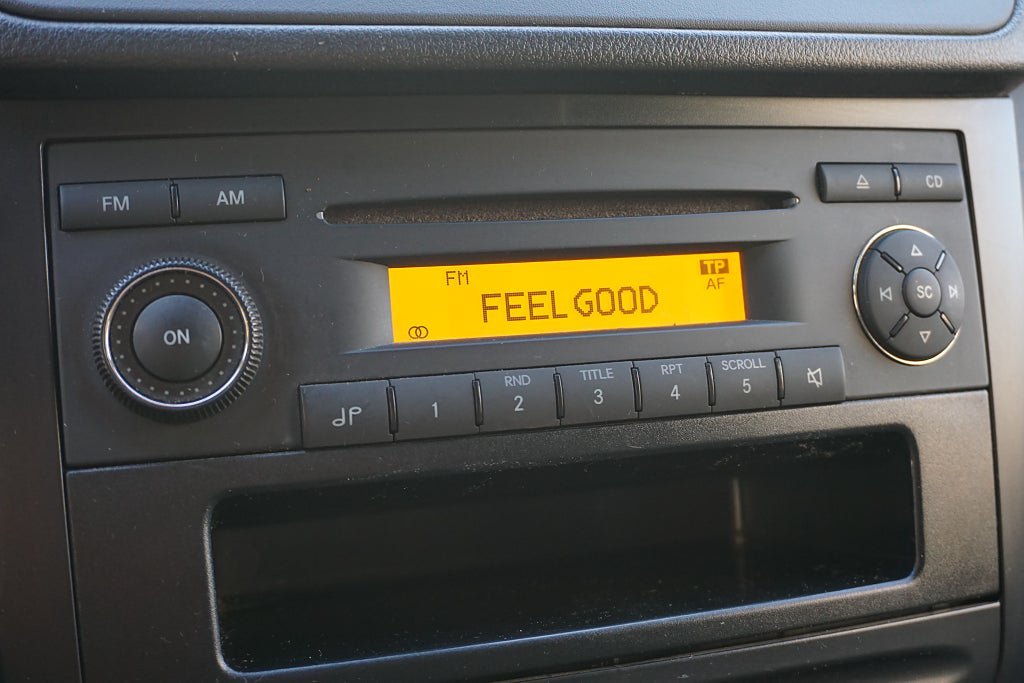 FM AM
CD
FM
TP
AF
FEEL GOOD
ON
SC
RND TITLE RPT SCROLL
1 2 3 4 5